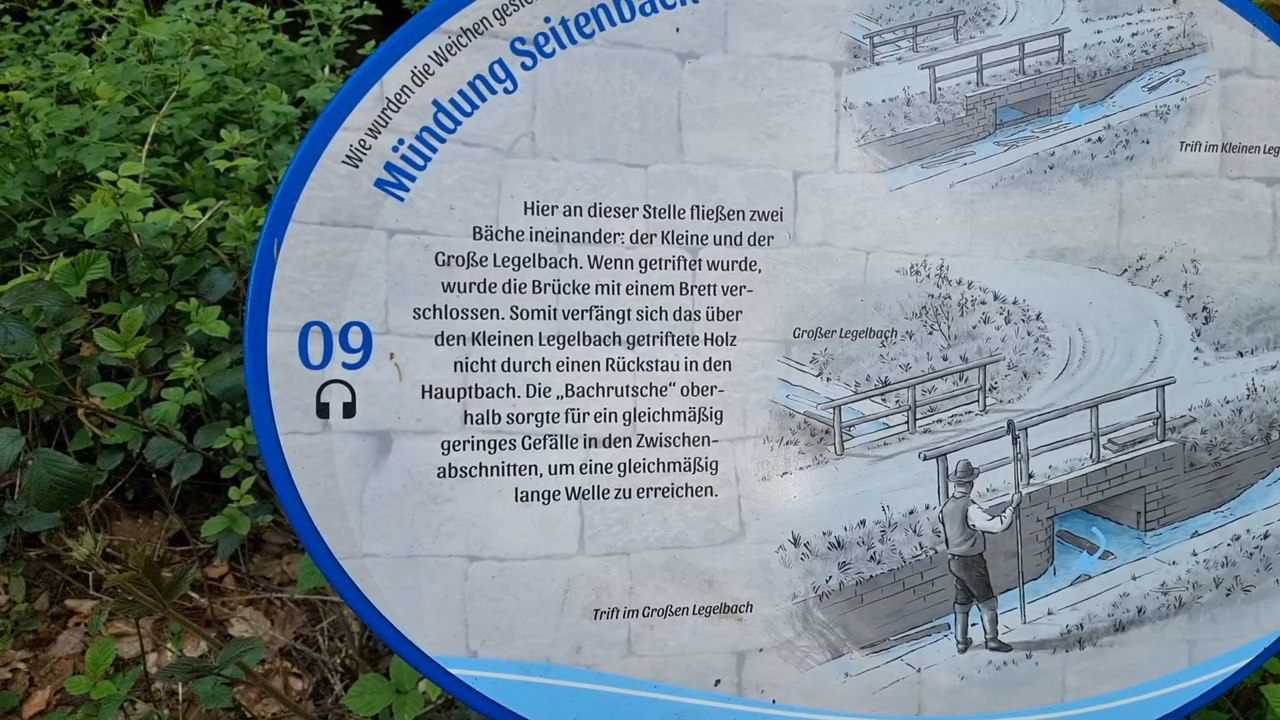 Wie wurden die Weichen
Mündung Seitenbach
Trift im Kleinen
Hier an dieser Stelle fließen zwei
Bäche ineinander: der Kleine und der
Große Legelbach. Wenn getriftet wurde,
wurde die Brücke mit einem Brett ver-
schlossen. Somit verfängt sich das über
den Kleinen Legelbach getriftete Holz
nicht durch einen Rückstau in den
Hauptbach. Die „Bachrutsche“ ober-
halb sorgte für ein gleichmäßig
geringes Gefälle in den Zwischen-
abschnitten, um eine gleichmäßig
lange Welle zu erreichen.
09
Großer Legelbach
Trift im Großen Legelbach